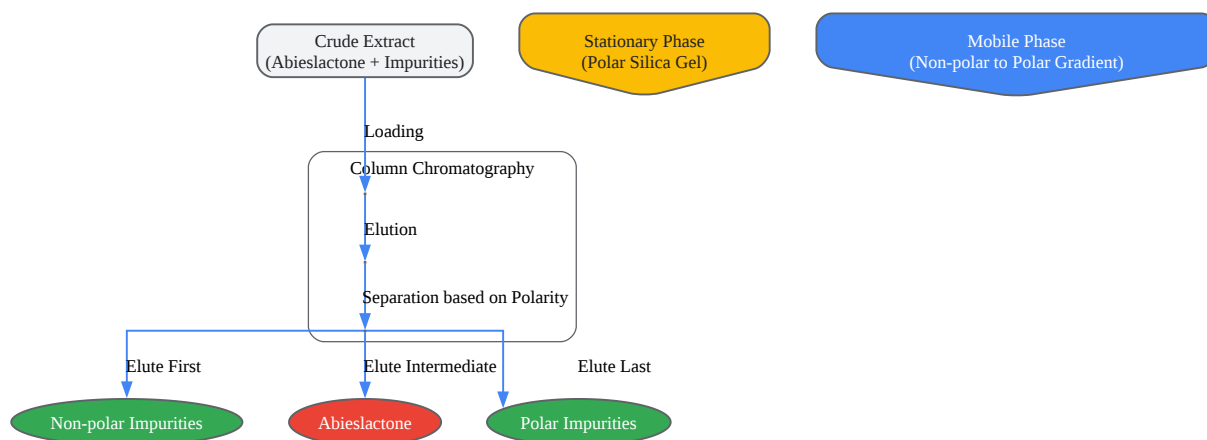 Crude Extract
(Abieslactone + Impurities)
Stationary Phase
(Polar Silica Gel)
Mobile Phase
(Non-polar to Polar Gradient)
Loading
Column Chromatography
Elution
Separation based on Polarity
Elute First
Elute Intermediate
Elute Last
Non-polar Impurities
Abieslactone
Polar Impurities